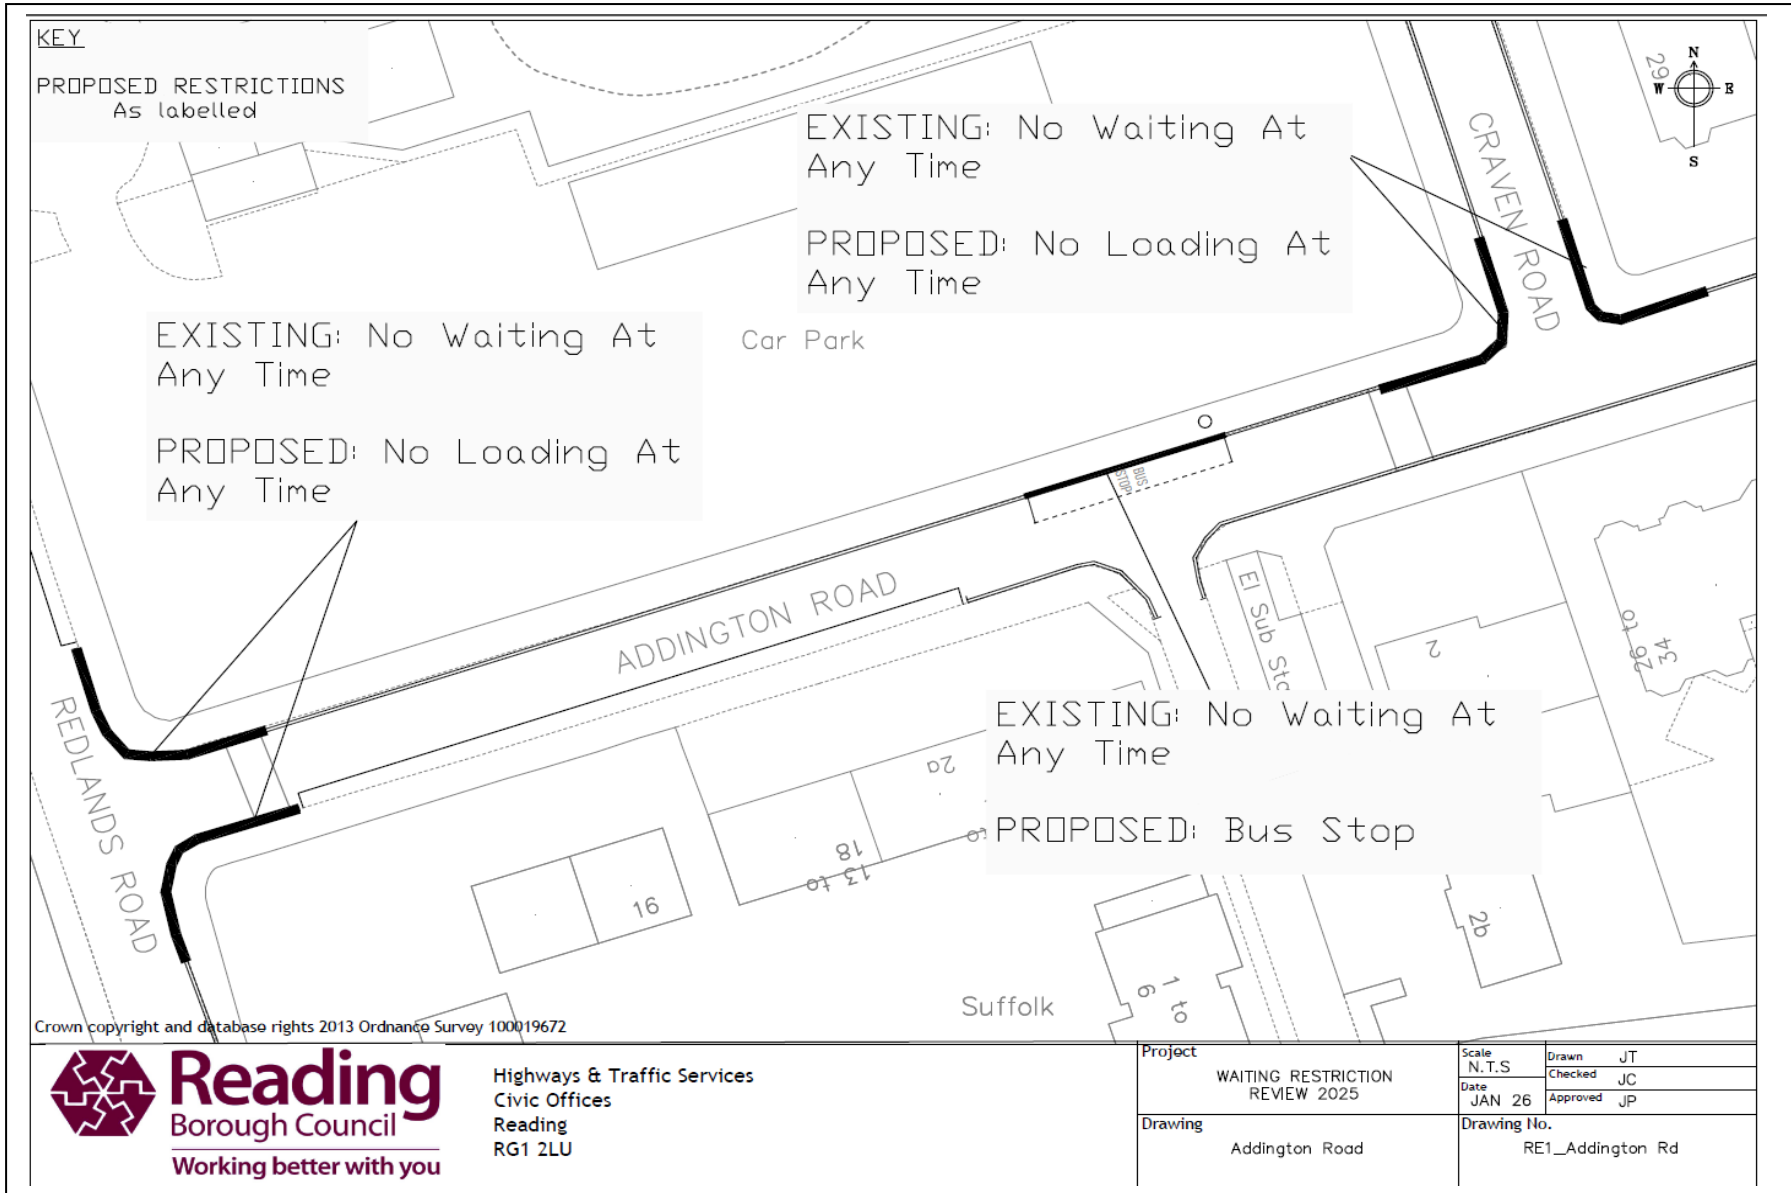 KEY
PROPOSED RESTRICTIONS
As labelled
EXISTING: No Waiting At
Any Time
PROPOSED: No Loading At
Any Time
N
W
E
S
29
CRAVEN ROAD
EXISTING: No Waiting At
Any Time
PROPOSED: No Loading At
Any Time
Car Park
BUS
STOP
ADDINGTON ROAD
REDLANDS ROAD
El Sub Sta
2
26 to
34
EXISTING: No Waiting At
Any Time
PROPOSED: Bus Stop
2a
to
13 to
18
16
2b
1 to
6
Suffolk
Crown copyright and database rights 2013 Ordnance Survey 100019672
Reading
Borough Council
Working better with you
Highways & Traffic Services
Civic Offices
Reading
RG1 2LU
Project
WAITING RESTRICTION
REVIEW 2025
Drawing
Addington Road
Scale
N.T.S
Date
JAN 26
Drawn JT
Checked JC
Approved JP
Drawing No.
RE1_Addington Rd